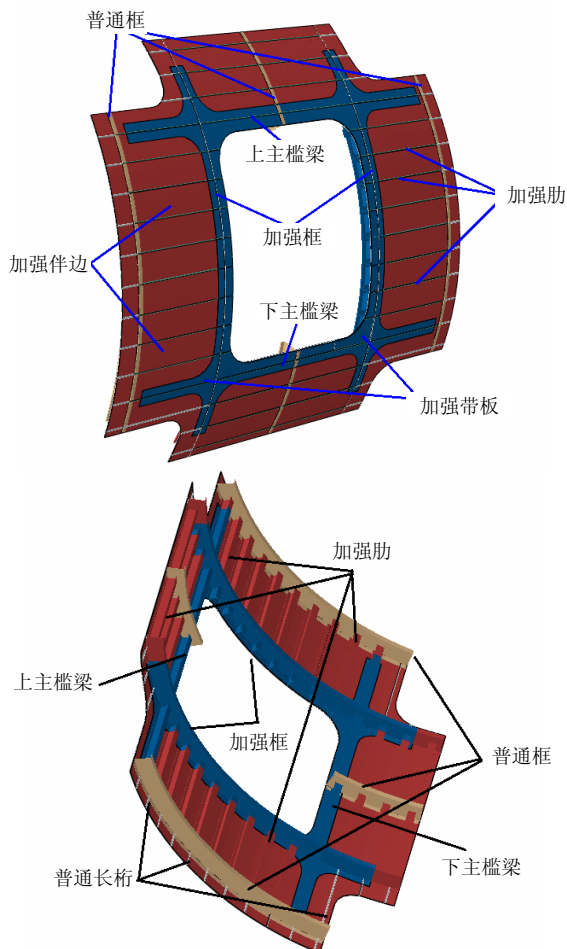 普通框
上主槛梁
加强肋
加强框
加强伴边
下主槛梁
加强带板
加强肋
上主槛梁
加强框
普通框
下主槛梁
普通长桁